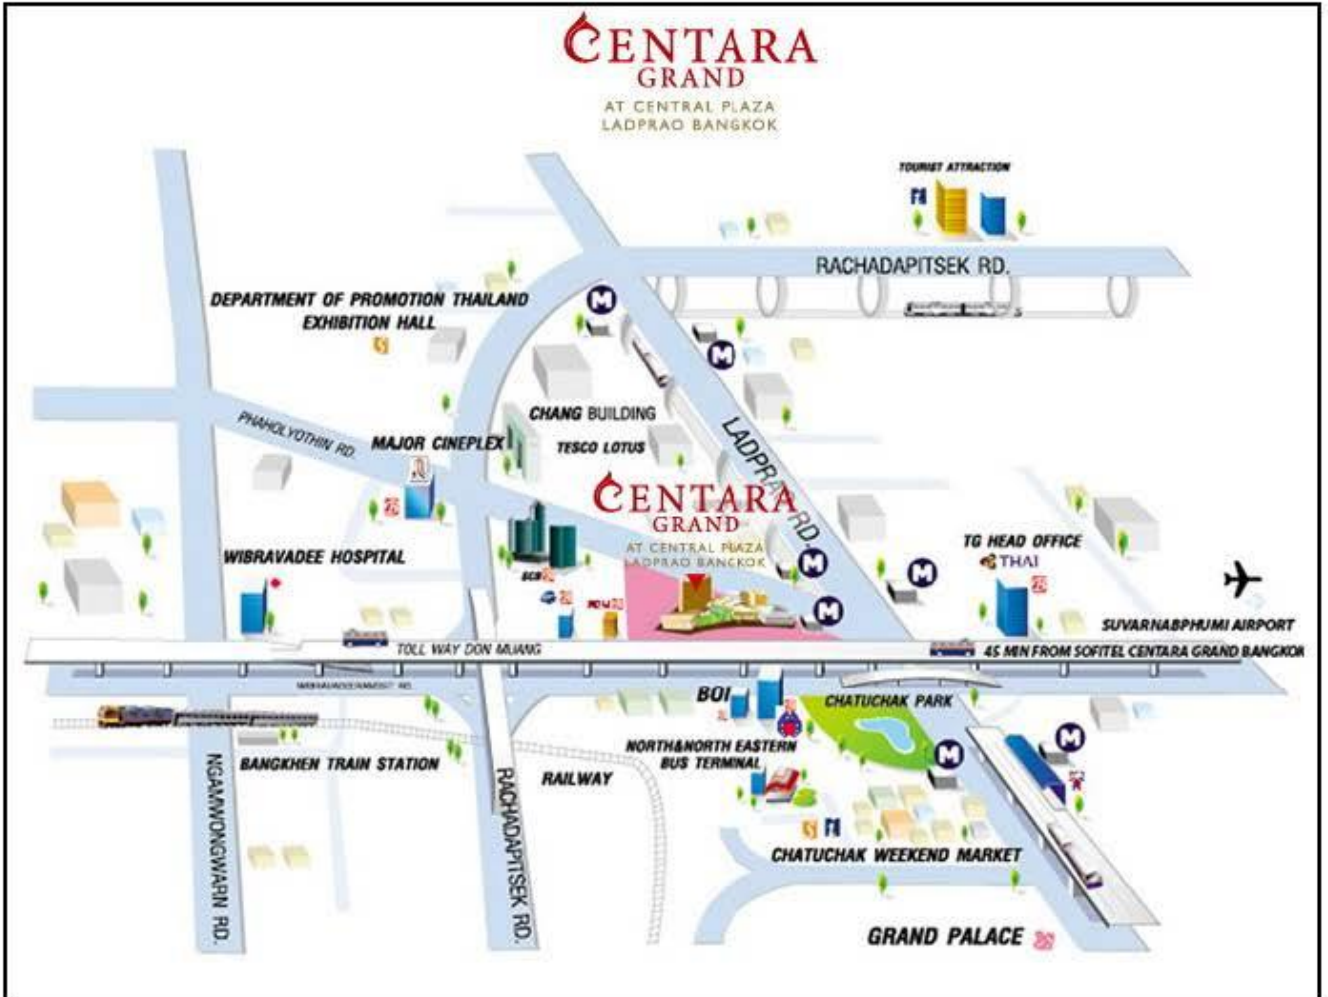 CENTARA
GRAND
AT CENTRAL PLAZA
LADPRAO BANGKOK
TOURIST ATTRACTION
RACHADAPITSEK RD.
DEPARTMENT OF PROMOTION THAILAND
EXHIBITION HALL
M
M
CHANG BUILDING
PHAHOLYOTHIN RD.
MAJOR CINEPLEX
TESCO LOTUS
LADPRAO RD.
CENTARA
GRAND
AT CENTRAL PLAZA
LADPRAO BANGKOK
TG HEAD OFFICE
THAI
WIBRAVADEE HOSPITAL
SCB
M
M
M
SUVARNABPHUMI AIRPORT
TOLL WAY DON MUANG
45 MIN FROM SOFITEL CENTARA GRAND BANGKOK
BOI
CHATUCHAK PARK
NORTH&NORTH EASTERN
BUS TERMINAL
M
M
BANGKHEN TRAIN STATION
RAILWAY
NGAMWONGWARN RD.
RACHADAPITSEK RD.
CHATUCHAK WEEKEND MARKET
GRAND PALACE